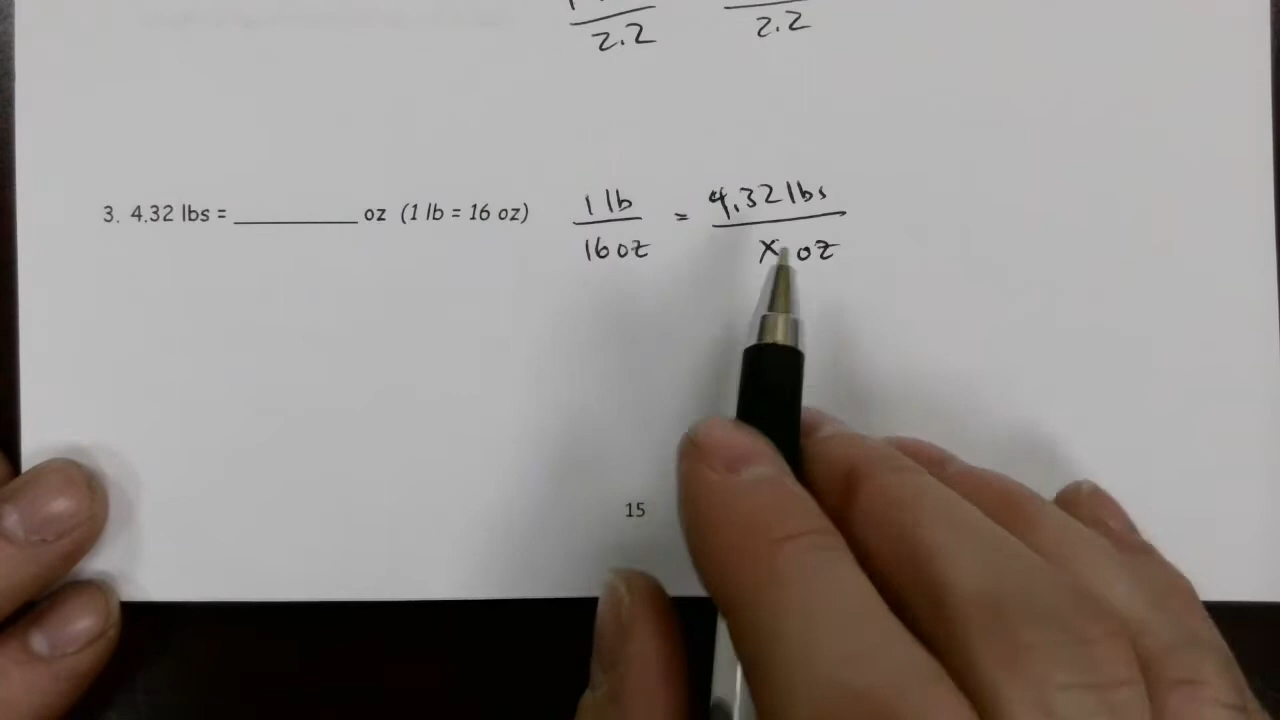 2.2 2.2
3. 4.32 lbs = __________ oz (1 lb = 16 oz) 1 lb = 4.32 lbs
16 oz x oz
15